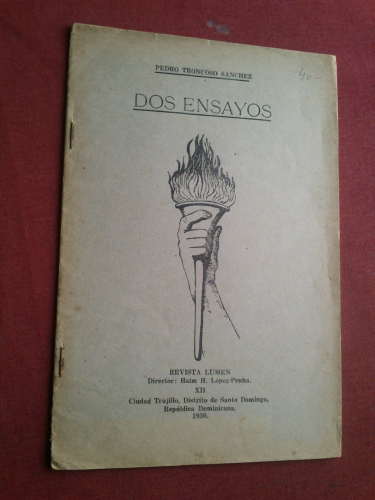 PEDRO TRONCOSO SANCHEZ
40-
DOS ENSAYOS
REVISTA LUMEN
Director: Haim H. López-Penha.
XII
Ciudad Trujillo, Distrito de Santo Domingo,
República Dominicana.
1936.